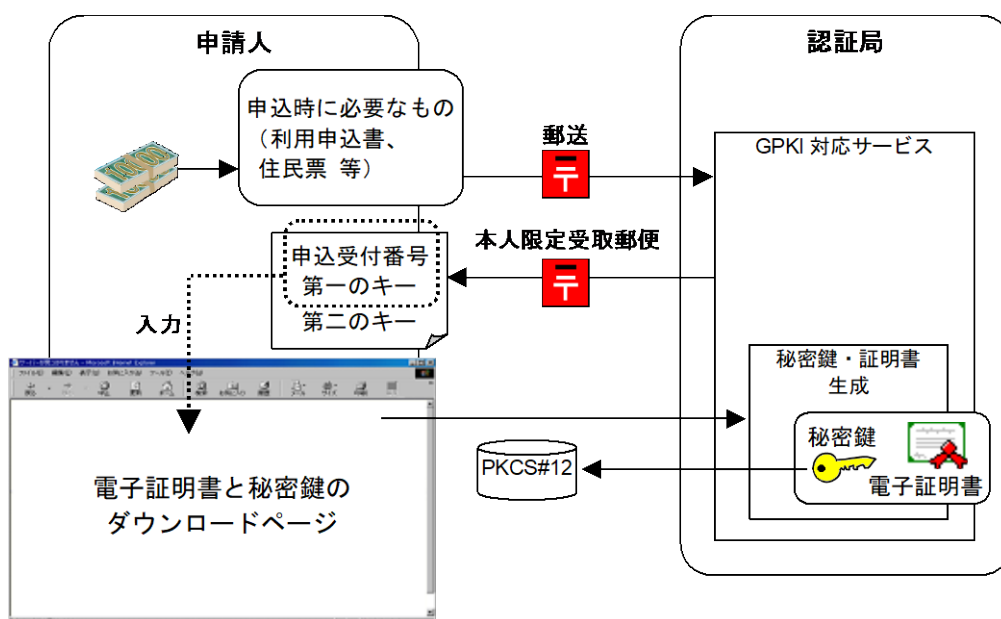 申請人
認証局
申込時に必要なもの
（利用申込書、
住民票 等）
郵送
GPKI 対応サービス
本人限定受取郵便
申込受付番号
第一のキー
第二のキー
入力
秘密鍵・証明書
生成
秘密鍵
電子証明書
PKCS#12
電子証明書と秘密鍵の
ダウンロードページ